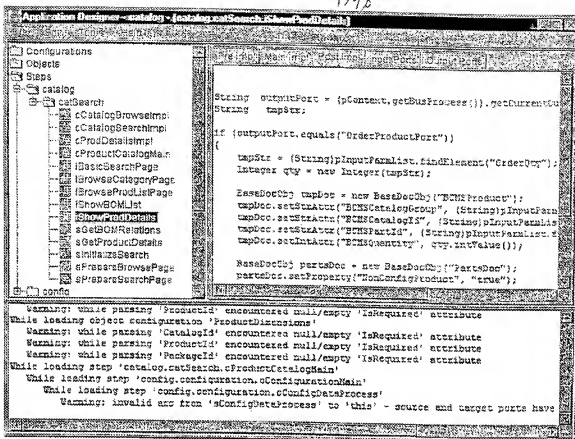 Application Designer - catalog - [catalog.catSearch.iShowProdDetails]
Configurations
Objects
Steps
catalog
catSearch
cCatalogBrowseImpl
cCatalogSearchImpl
cProdDetailsImpl
cProductCatalogMain
iBasicSearchPage
iBrowseCategoryPage
iBrowseProdListPage
iShowBOMList
iShowProdDetails
sGetBOMRelations
sGetProductDetails
sInitializeSearch
sPrepareBrowsePage
sPrepareSearchPage
config
Main
Output Ports
String outputPort = (pContext.getBusProcess()).getCurrentOu
String tmpStr;
if (outputPort.equals("OrderProductPort"))
{
tmpStr = (String)pInputParmList.findElement("OrderQty");
Integer qty = new Integer(tmpStr);
BaseDocObj tmpDoc = new BaseDocObj("BCMSProduct");
tmpDoc.setStrAttr("BCMSCatalogGroup", (String)pInputParm
tmpDoc.setStrAttr("BCMSCatalogId", (String)pInputParmLis
tmpDoc.setStrAttr("BCMSPartId", (String)pInputParmList.f
tmpDoc.setIntAttr("BCMSQuantity", qty.intValue());
BaseDocObj partsDoc = new BaseDocObj("PartsDoc");
partsDoc.setProperty("NonConfigProduct", "true");
Warning: while parsing 'ProductId' encountered null/empty 'IsRequired' attribute
While loading object configuration 'ProductDimensions'
Warning: while parsing 'CatalogId' encountered null/empty 'IsRequired' attribute
Warning: while parsing 'ProductId' encountered null/empty 'IsRequired' attribute
Warning: while parsing 'PackageId' encountered null/empty 'IsRequired' attribute
While loading step 'catalog.catSearch.cProductCatalogMain'
While loading step 'config.configuration.cConfigurationMain'
While loading step 'config.configuration.cConfigDataProcess'
Warning: invalid arc from 'sConfigDataProcess' to 'this' - source and target ports have